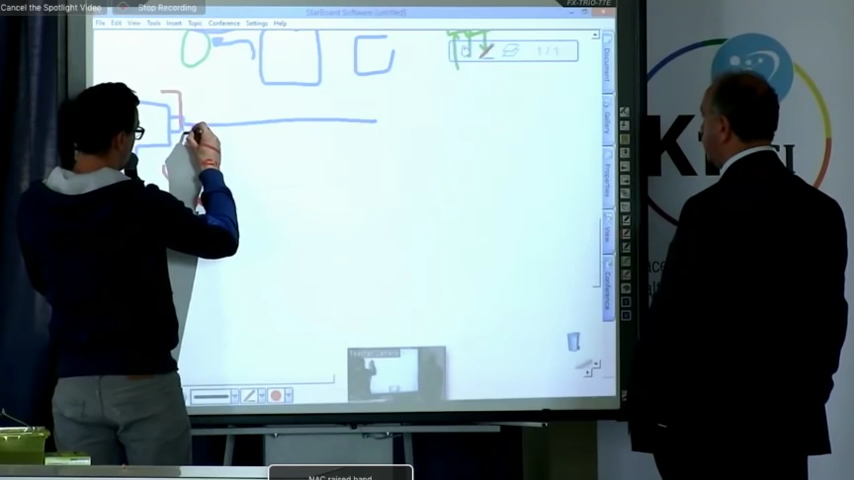 Cancel the Spotlight Video
Stop Recording
FX-TRIO-77E
StarBoard Software [untitled]
File Edit View Tools Insert Topic Conference Settings Help
1 / 1
Document
Gallery
Properties
View
Conference
Teacher Camera
NAC raised hand